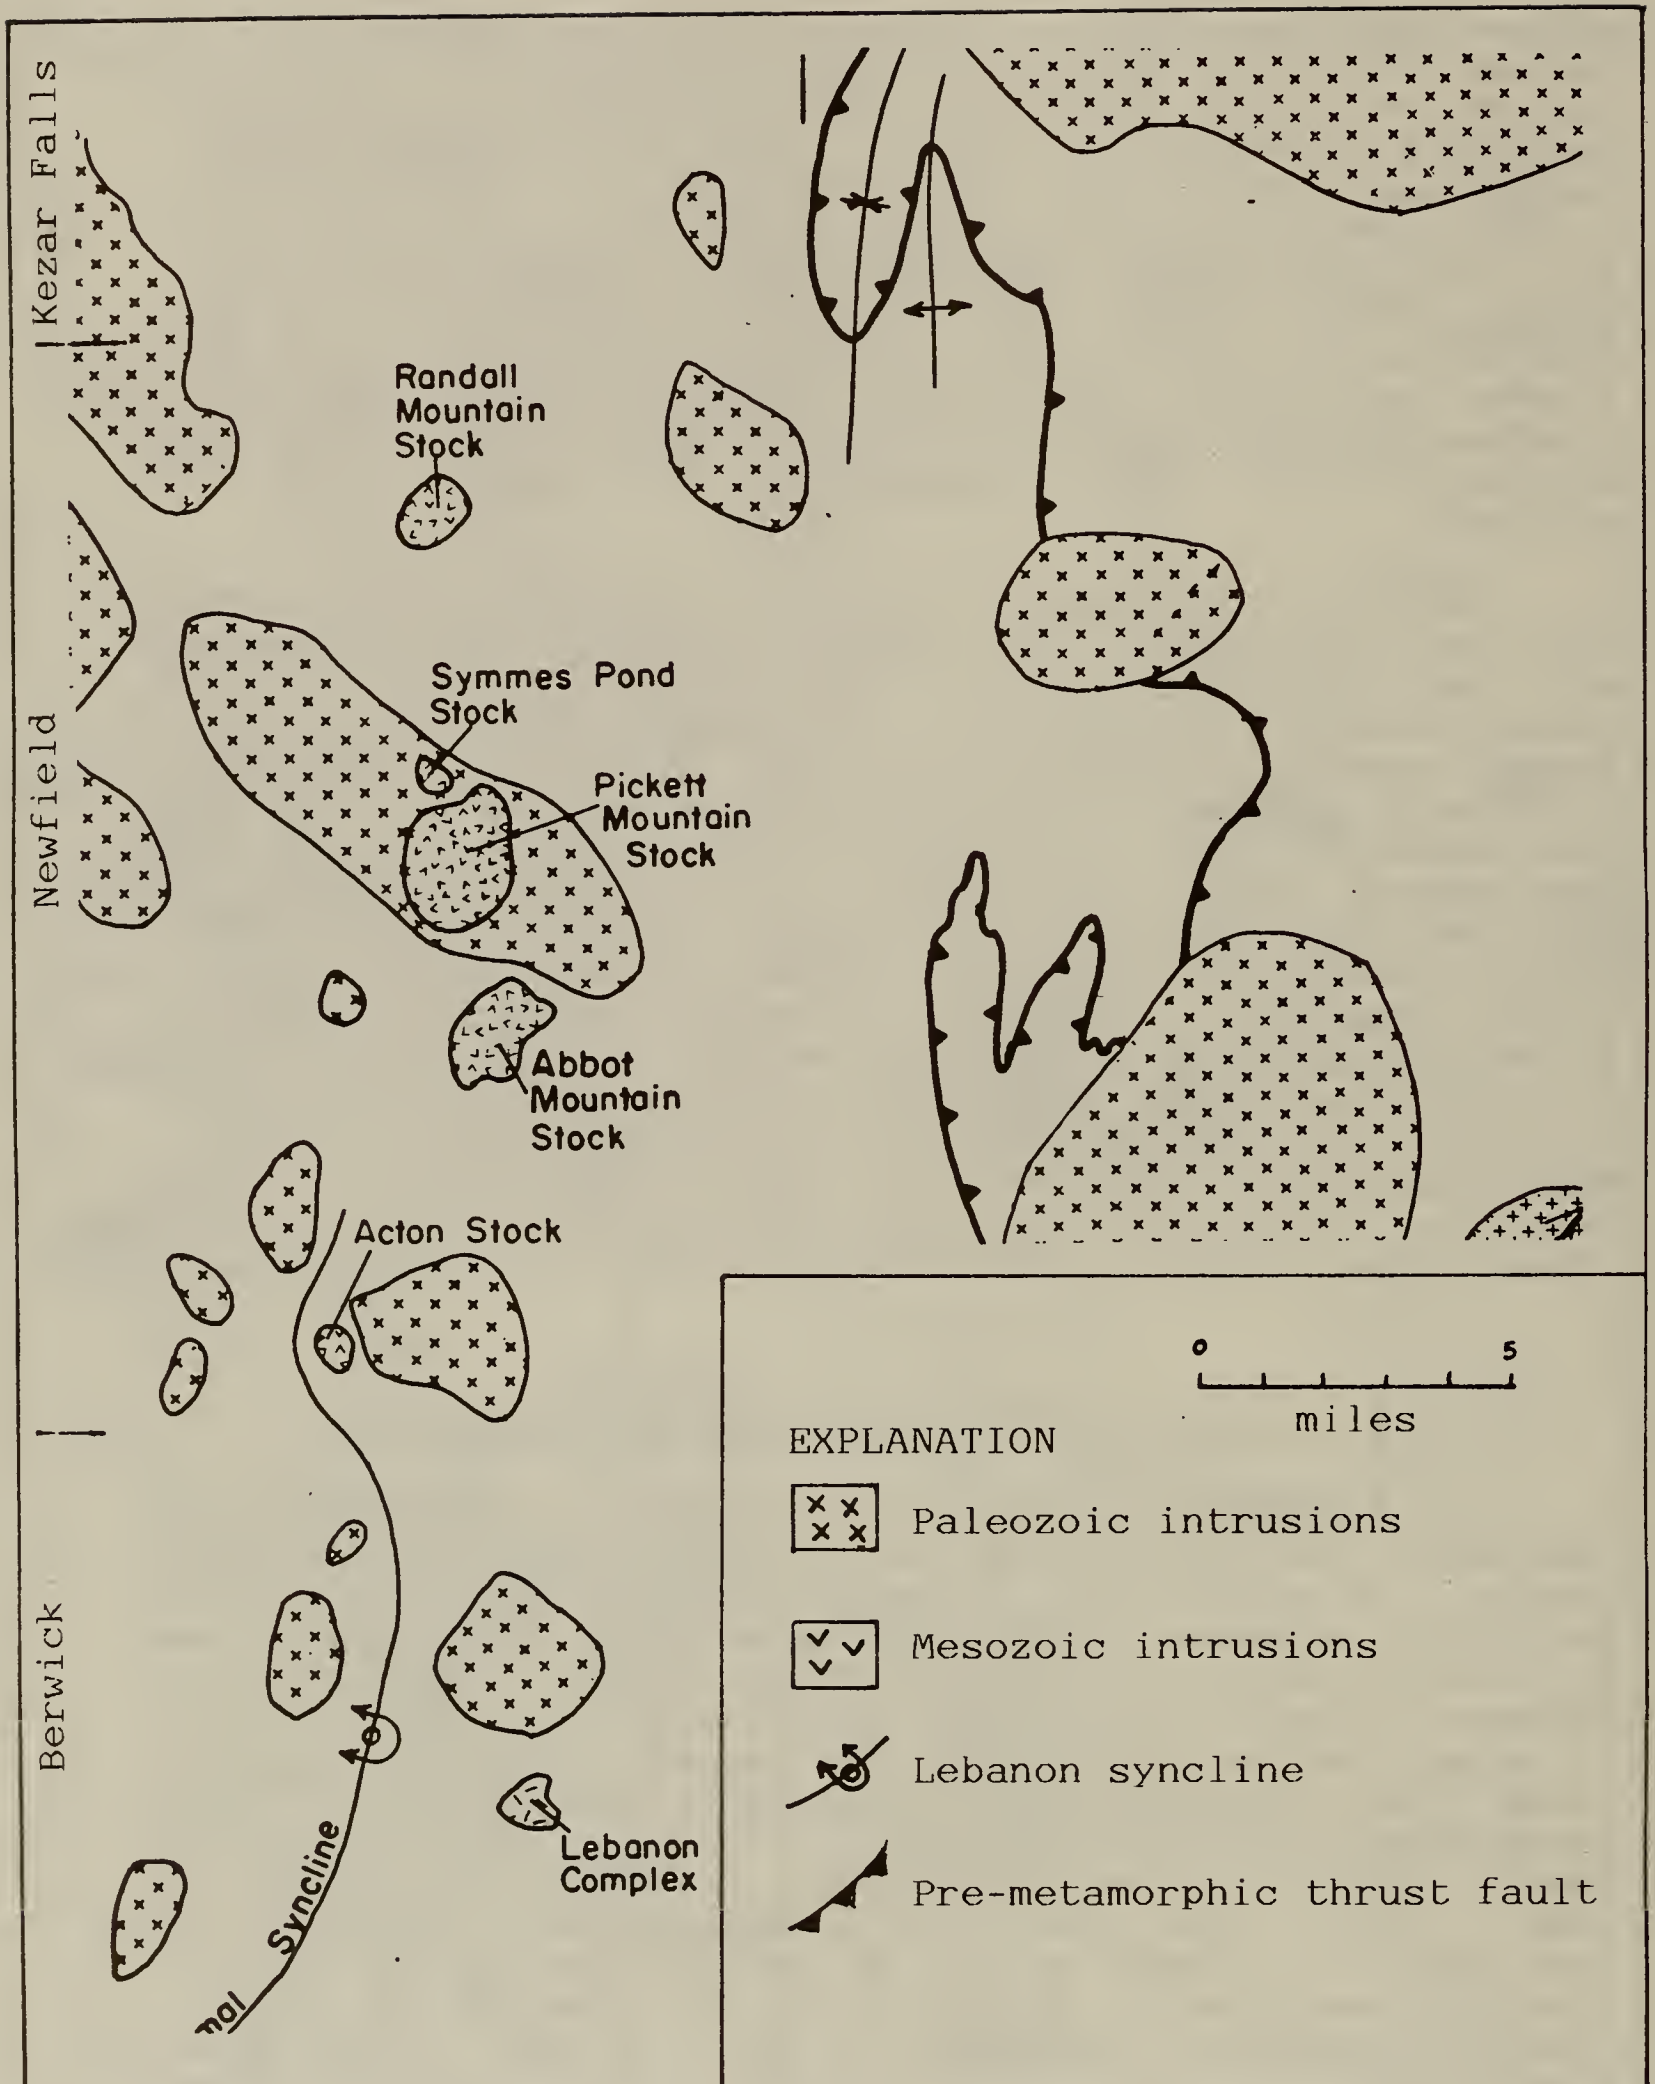 Kezar Falls
Newfield
Berwick
Randall
Mountain
Stock
Symmes Pond
Stock
Pickett
Mountain
Stock
Abbot
Mountain
Stock
Acton Stock
Lebanon
Complex
nal Syncline
0 5
miles
EXPLANATION
Paleozoic intrusions
Mesozoic intrusions
Lebanon syncline
Pre-metamorphic thrust fault